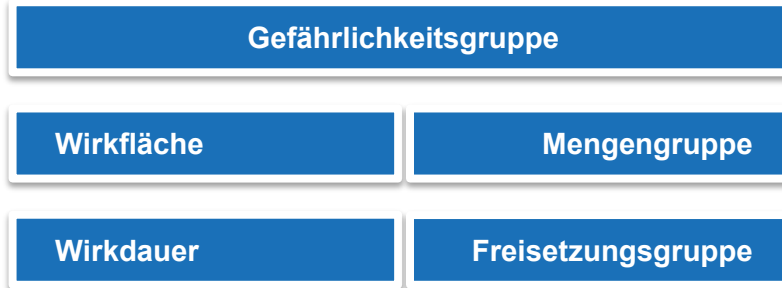 Gefährlichkeitsgruppe
Wirkfläche Mengengruppe
Wirkdauer Freisetzungsgruppe